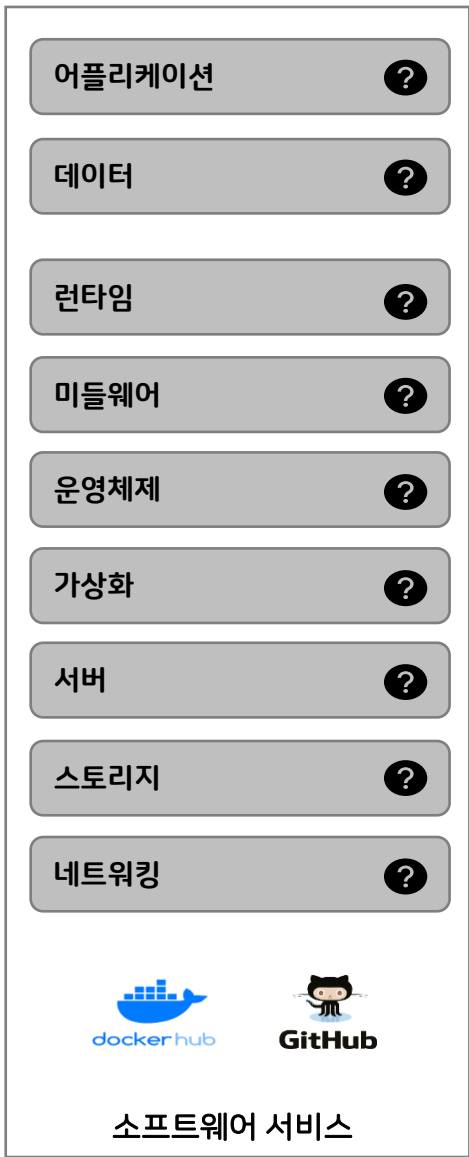 어플리케이션 ?
데이터 ?
런타임 ?
미들웨어 ?
운영체제 ?
가상화 ?
서버 ?
스토리지 ?
네트워킹 ?
dockerhub GitHub
소프트웨어 서비스